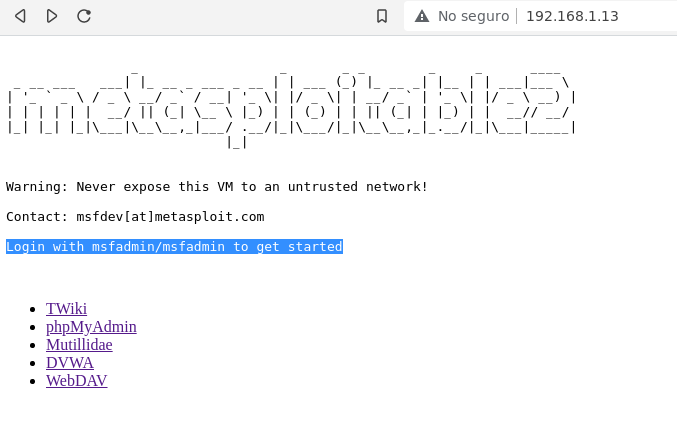 No seguro 192.168.1.13
metasploitable2
Warning: Never expose this VM to an untrusted network!
Contact: msfdev[at]metasploit.com
Login with msfadmin/msfadmin to get started
TWiki
phpMyAdmin
Mutillidae
DVWA
WebDAV